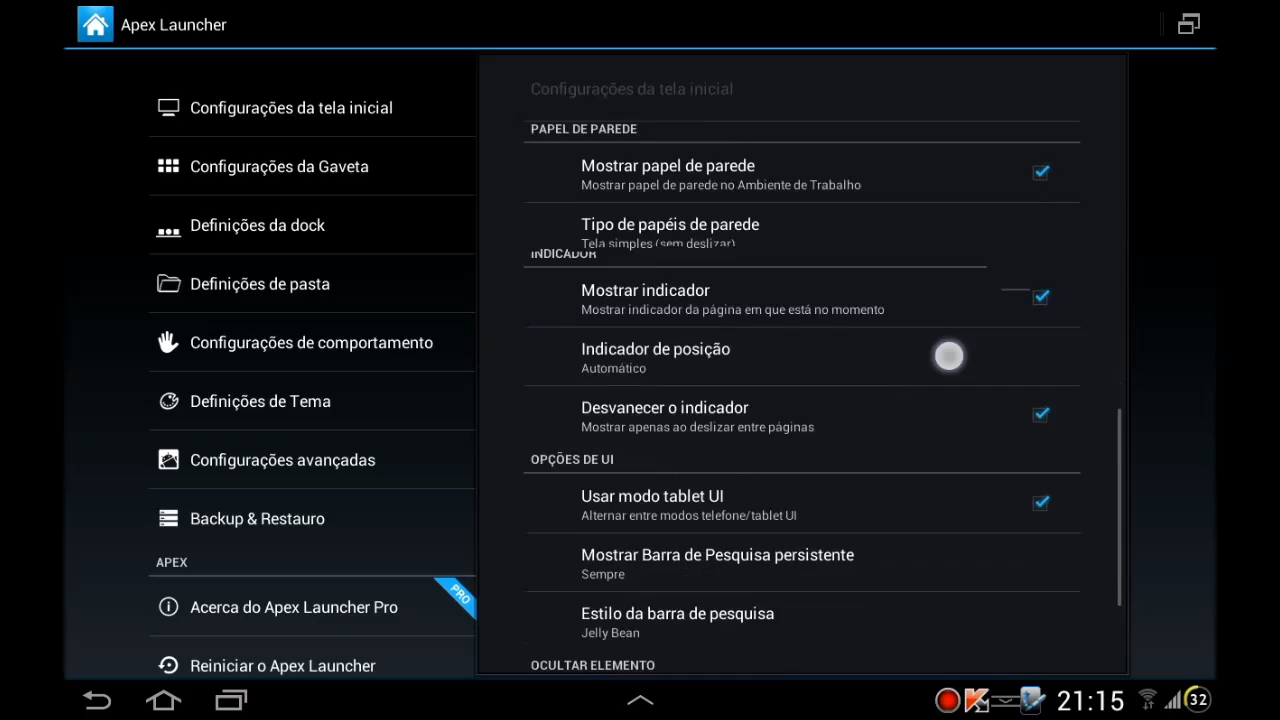 Apex Launcher
Configurações da tela inicial
Configurações da Gaveta
Definições da dock
Definições de pasta
Configurações de comportamento
Definições de Tema
Configurações avançadas
Backup & Restauro
APEX
Acerca do Apex Launcher Pro
PRO
Reiniciar o Apex Launcher
Configurações da tela inicial
PAPEL DE PAREDE
Mostrar papel de parede
Mostrar papel de parede no Ambiente de Trabalho
Tipo de papéis de parede
Tela simples (sem deslizar)
INDICADOR
Mostrar indicador
Mostrar indicador da página em que está no momento
Indicador de posição
Automático
Desvanecer o indicador
Mostrar apenas ao deslizar entre páginas
OPÇÕES DE UI
Usar modo tablet UI
Alternar entre modos telefone/tablet UI
Mostrar Barra de Pesquisa persistente
Sempre
Estilo da barra de pesquisa
Jelly Bean
OCULTAR ELEMENTO
21:15
32